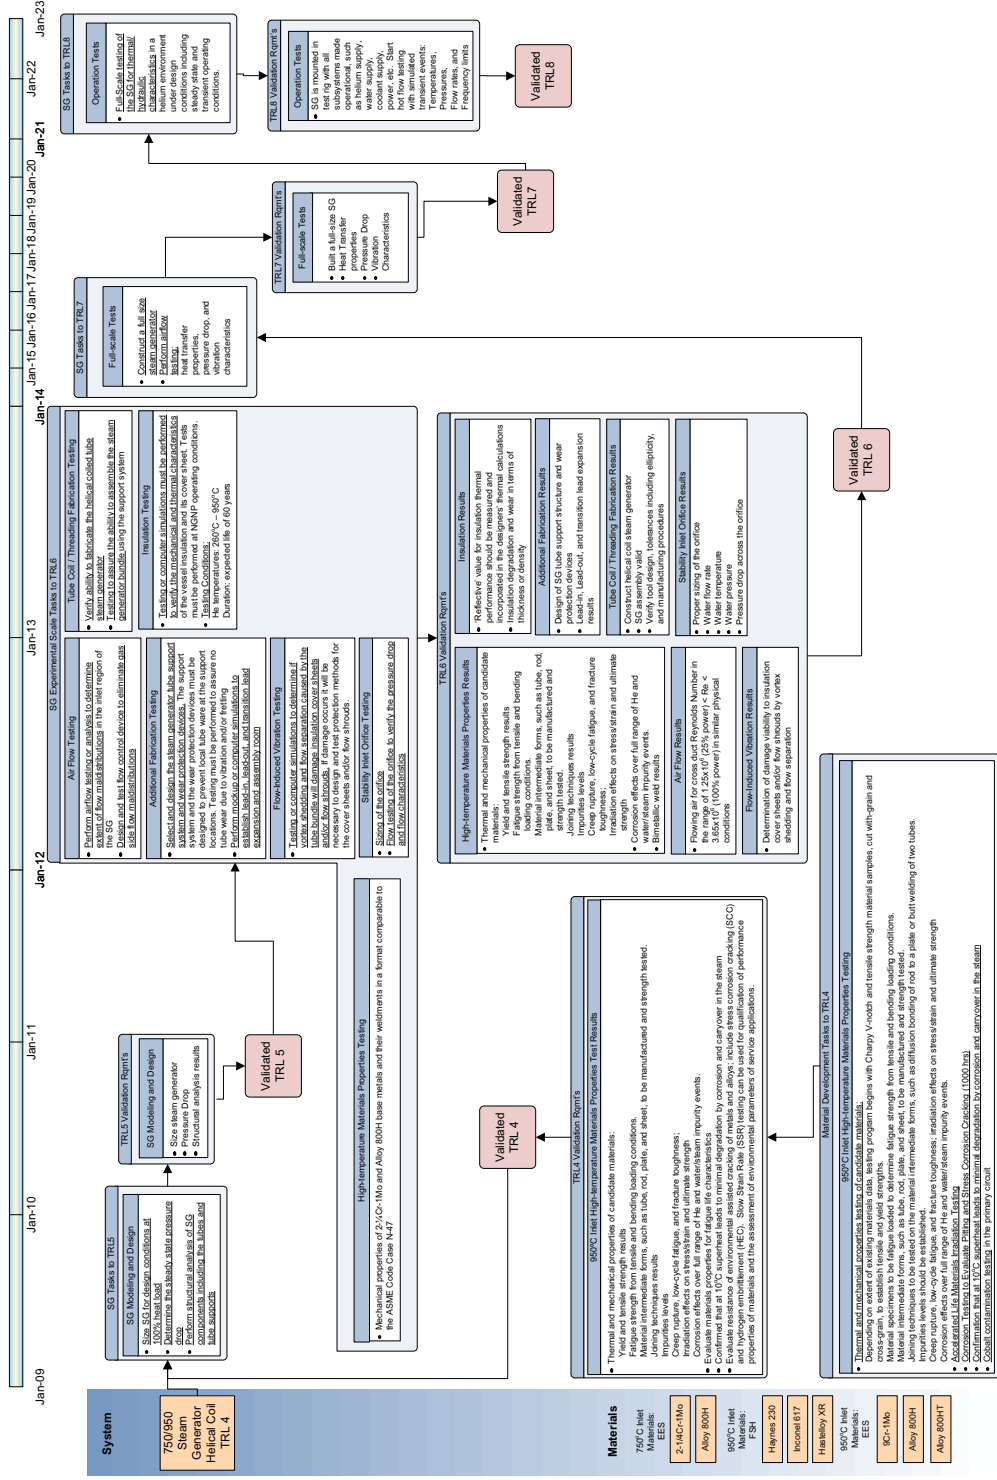 Jan-09
Jan-10
Jan-11
Jan-12
Jan-13
Jan-14
Jan-15
Jan-16
Jan-17
Jan-18
Jan-19
Jan-20
Jan-21
Jan-22
Jan-23
System
750/950
Steam
Generator
Helical Coil
TRL 4
Materials
750°C Inlet
Materials:
EES
2-1/4Cr-1Mo
Alloy 800H
950°C Inlet
Materials:
FSH
Haynes 230
Inconel 617
Hastelloy XR
950°C Inlet
Materials:
EES
9Cr-1Mo
Alloy 800H
Alloy 800HT
SG Tasks to TRL5
SG Modeling and Design
• Size SG for design conditions at
100% heat load
• Determine the steady state pressure
drop
• Perform structural analysis of SG
components including the tubes and
tube supports
TRL5 Validation Rqmt's
SG Modeling and Design
• Size steam generator
• Pressure Drop
• Structural analysis results
Validated
TRL 5
High-temperature Materials Properties Testing
• Mechanical properties of 2-¼Cr-1Mo and Alloy 800H base metals and their weldments in a format comparable to
the ASME Code Case N-47
Validated
TRL 4
TRL4 Validation Rqmt's
950°C Inlet High-temperature Materials Properties Test Results
• Thermal and mechanical properties of candidate materials:
Yield and tensile strength results
Fatigue strength from tensile and bending loading conditions.
Material intermediate forms, such as tube, rod, plate, and sheet, to be manufactured and strength tested.
Joining techniques results
Impurities levels
Creep rupture, low-cycle fatigue, and fracture toughness;
Irradiation effects on stress/strain and ultimate strength
Corrosion effects over full range of He and water/steam impurity events.
• Evaluate materials properties for fatigue life characteristics
• Confirmed that at 10°C superheat leads to minimal degradation by corrosion and carryover in the steam
• Evaluate resistance of environmental assisted cracking of metals and alloys; include stress corrosion cracking (SCC)
and hydrogen embrittlement (HEC). Slow Strain Rate (SSR) testing can be used for qualification of performance
properties of materials and the assessment of environmental parameters of service applications.
Material Development Tasks to TRL4
950°C Inlet High-temperature Materials Properties Testing
• Thermal and mechanical properties testing of candidate materials:
Depending on extent of existing materials data, testing program begins with Charpy V-notch and tensile strength material samples, cut with-grain and
cross-grain, to establish tensile and yield strengths.
Material specimens to be fatigue loaded to determine fatigue strength from tensile and bending loading conditions.
Material intermediate forms, such as tube, rod, plate, and sheet, to be manufactured and strength tested.
Joining techniques to be tested on the material intermediate forms, such as diffusion bonding of rod to a plate or butt welding of two tubes.
Impurities levels should be established.
Creep rupture, low-cycle fatigue, and fracture toughness; irradiation effects on stress/strain and ultimate strength
Corrosion effects over full range of He and water/steam impurity events.
• Accelerated Life Materials Irradiation Testing
• Corrosion Testing to Evaluate Pitting and Stress Corrosion Cracking (1000 hrs)
• Confirmation that at 10°C superheat leads to minimal degradation by corrosion and carryover in the steam
• Cobalt contamination testing in the primary circuit
SG Experimental Scale Tasks to TRL6
Air Flow Testing
• Perform airflow testing or analysis to determine
extent of flow maldistributions in the inlet region of
the SG
• Design and test flow control device to eliminate gas
side flow maldistributions
Additional Fabrication Testing
• Select and design the steam generator tube support
system and wear protection devices. The support
system and the wear protection devices must be
designed to prevent local tube ware at the support
locations. Testing must be performed to assure no
tube wear due to vibration and/or fretting
• Perform mockup or computer simulations to
establish lead-in, lead-out, and transition lead
expansion and assembly room
Flow-Induced Vibration Testing
• Testing or computer simulations to determine if
vortex shedding and flow separation caused by the
tube bundle will damage insulation cover sheets
and/or flow shrouds. If damage occurs it will be
necessary to design and test protection methods for
the cover sheets and/or flow shrouds.
Stability Inlet Orifice Testing
• Sizing of the orifice
• Flow testing of the orifice to verify the pressure drop
and flow characteristics
Tube Coil / Threading Fabrication Testing
• Verify ability to fabricate the helical coiled tube
steam generator
• Testing to assure the ability to assemble the steam
generator bundle using the support system
Insulation Testing
• Testing or computer simulations must be performed
to verify the mechanical and thermal characteristics
of the vessel insulation and its cover sheet. Tests
must be performed at NGNP operating conditions.
• Testing Conditions:
He temperatures: 260°C - 950°C
Duration: expected life of 60 years
TRL6 Validation Rqmt's
High-temperature Materials Properties Results
• Thermal and mechanical properties of candidate
materials:
Yield and tensile strength results
Fatigue strength from tensile and bending
loading conditions.
Material intermediate forms, such as tube, rod,
plate, and sheet, to be manufactured and
strength tested.
Joining techniques results
Impurities levels
Creep rupture, low-cycle fatigue, and fracture
toughness;
Irradiation effects on stress/strain and ultimate
strength
• Corrosion effects over full range of He and
water/steam impurity events.
• Bimetallic weld results
Air Flow Results
• Flowing air for cross duct Reynolds Number in
the range of 1.25x10 (25% power) < Re <
3.65x10 (100% power) in similar physical
conditions
Flow-Induced Vibration Results
• Determination of damage viability to insulation
cover sheets and/or flow shrouds by vortex
shedding and flow separation
Insulation Results
• "Reflective" value for insulation thermal
performance should be measured and
incorporated in the designers' thermal calculations
• Insulation degradation and wear in terms of
thickness or density
Additional Fabrication Results
• Design of SG tube support structure and wear
protection devices
• Lead-in, Lead-out, and transition lead expansion
results
Tube Coil / Threading Fabrication Results
• Construct helical coil steam generator
• SG assembly valid
• Verify tool design, tolerances including ellipticity,
and manufacturing procedures
Stability Inlet Orifice Results
• Proper sizing of the orifice
• Water flow rate
• Water temperature
• Water pressure
• Pressure drop across the orifice
Validated
TRL 6
SG Tasks to TRL7
Full-scale Tests
• Construct a full size
steam generator
• Perform airflow
testing:
heat transfer
properties,
pressure drop, and
vibration
characteristics
TRL7 Validation Rqmt's
Full-scale Tests
• Built a full-size SG
• Heat Transfer
properties
• Pressure Drop
• Vibration
• Characteristics
Validated
TRL7
SG Tasks to TRL8
Operation Tests
• Full-Scale testing of
the SG for thermal/
hydraulic
characteristics in a
helium environment
under design
conditions including
steady state and
transient operating
conditions.
TRL8 Validation Rqmt's
Operation Tests
• SG is mounted in
test rig with all
subsystems made
operational, such
as helium supply,
water supply,
coolant supply,
power, etc. Start
hot flow testing
with simulated
transient events:
Temperatures,
Pressures,
Flow rates, and
Frequency limits
Validated
TRL8